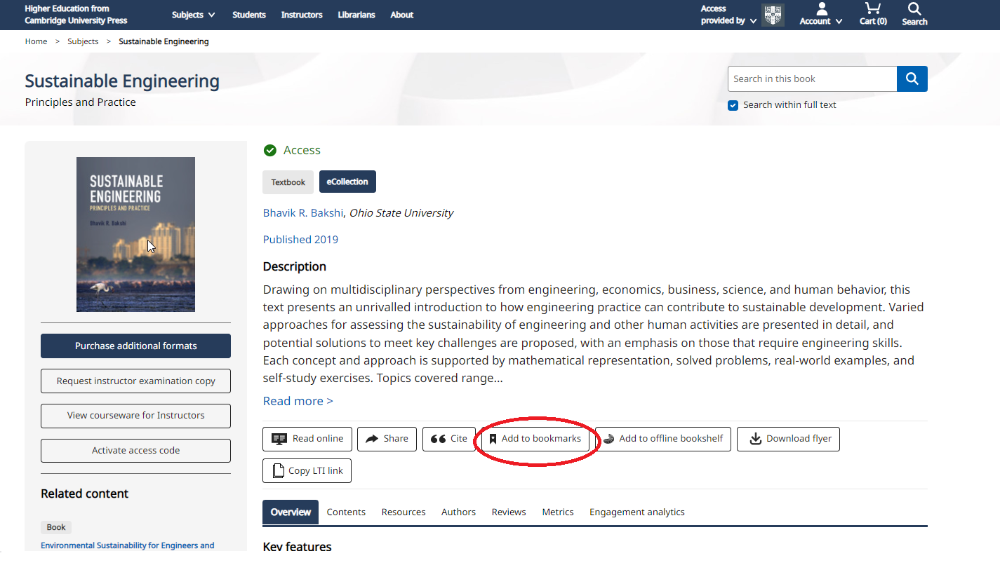 Higher Education from
Cambridge University Press
Subjects
Students
Instructors
Librarians
About
Access
provided by
Account
Cart (0)
Search
Home > Subjects > Sustainable Engineering
Sustainable Engineering
Principles and Practice
Search in this book
Search within full text
SUSTAINABLE
ENGINEERING
PRINCIPLES AND PRACTICE
Bhavik R. Bakshi
Purchase additional formats
Request instructor examination copy
View courseware for Instructors
Activate access code
Related content
Book
Environmental Sustainability for Engineers and
Access
Textbook
eCollection
Bhavik R. Bakshi, Ohio State University
Published 2019
Description
Drawing on multidisciplinary perspectives from engineering, economics, business, science, and human behavior, this
text presents an unrivalled introduction to how engineering practice can contribute to sustainable development. Varied
approaches for assessing the sustainability of engineering and other human activities are presented in detail, and
potential solutions to meet key challenges are proposed, with an emphasis on those that require engineering skills.
Each concept and approach is supported by mathematical representation, solved problems, real-world examples, and
self-study exercises. Topics covered range...
Read more >
Read online
Share
Cite
Add to bookmarks
Add to offline bookshelf
Download flyer
Copy LTI link
Overview
Contents
Resources
Authors
Reviews
Metrics
Engagement analytics
Key features